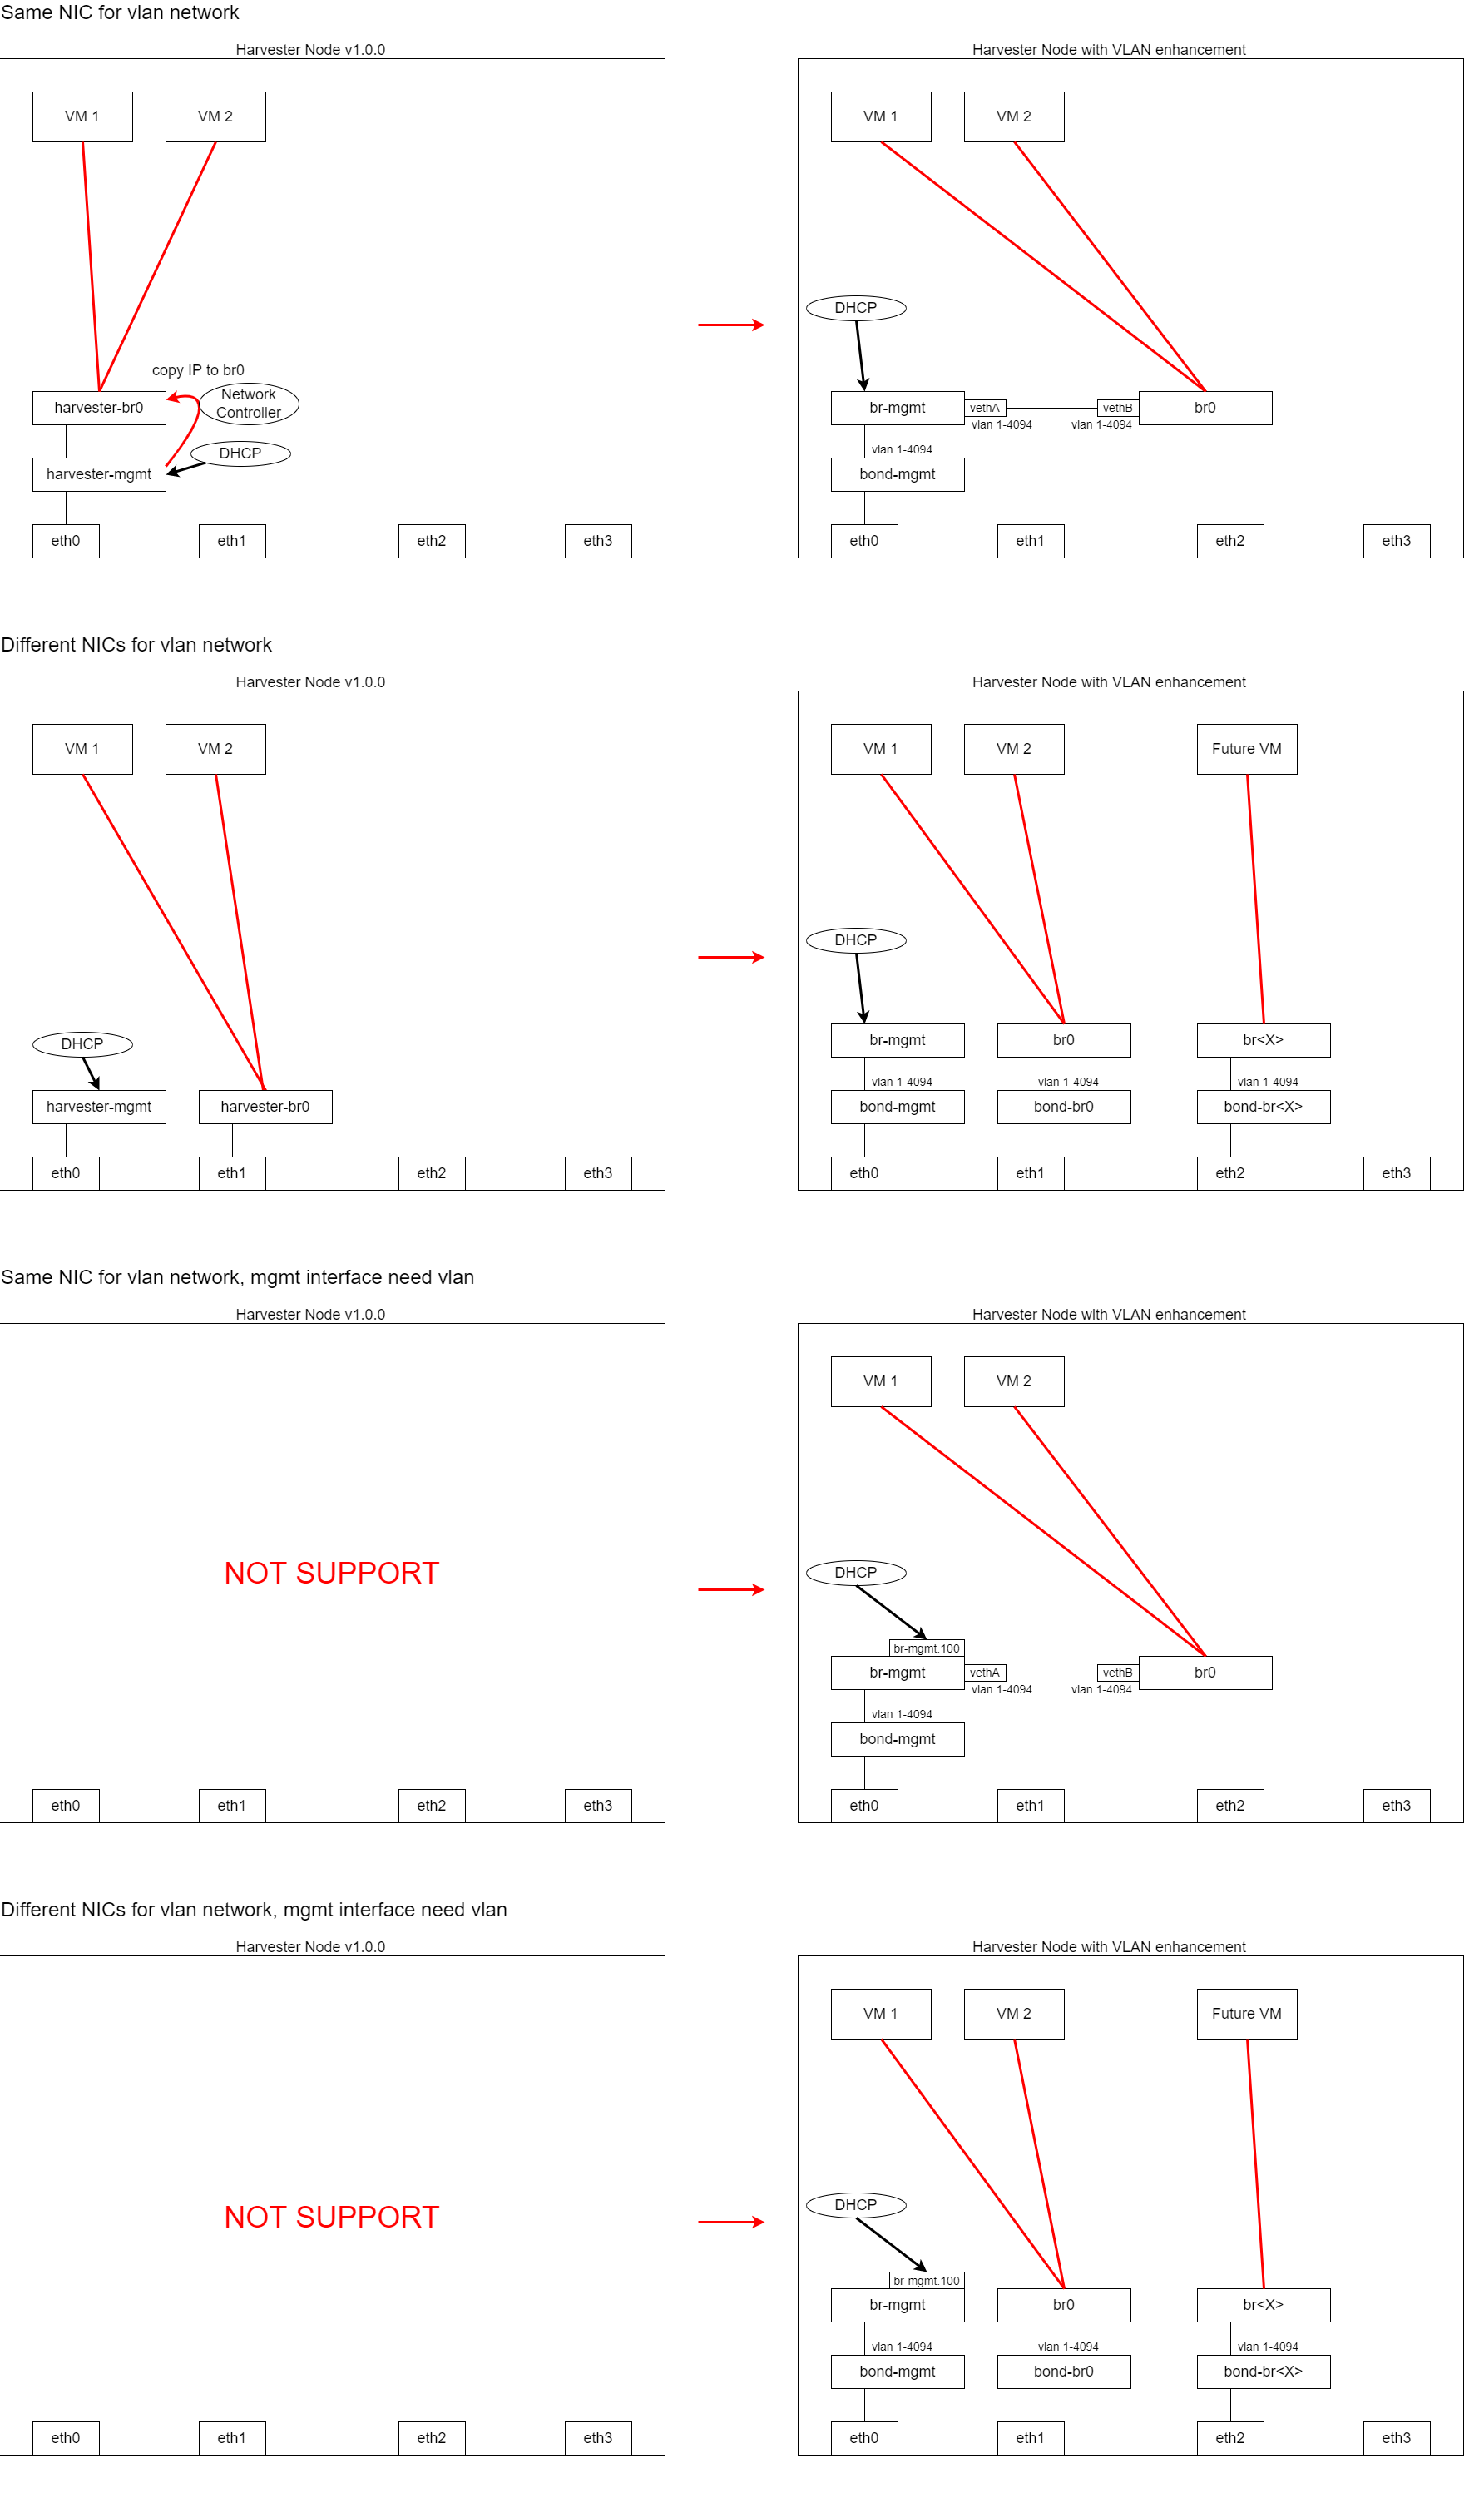 Same NIC for vlan network
Harvester Node v1.0.0
VM 1
VM 2
copy IP to br0
Network
Controller
harvester-br0
DHCP
harvester-mgmt
eth0
eth1
eth2
eth3
Harvester Node with VLAN enhancement
VM 1
VM 2
DHCP
br-mgmt
vethA
vethB
br0
vlan 1-4094
vlan 1-4094
vlan 1-4094
bond-mgmt
eth0
eth1
eth2
eth3
Different NICs for vlan network
Harvester Node v1.0.0
VM 1
VM 2
DHCP
harvester-mgmt
harvester-br0
eth0
eth1
eth2
eth3
Harvester Node with VLAN enhancement
VM 1
VM 2
Future VM
DHCP
br-mgmt
br0
br<X>
vlan 1-4094
vlan 1-4094
vlan 1-4094
bond-mgmt
bond-br0
bond-br<X>
eth0
eth1
eth2
eth3
Same NIC for vlan network, mgmt interface need vlan
Harvester Node v1.0.0
NOT SUPPORT
eth0
eth1
eth2
eth3
Harvester Node with VLAN enhancement
VM 1
VM 2
DHCP
br-mgmt.100
br-mgmt
vethA
vethB
br0
vlan 1-4094
vlan 1-4094
vlan 1-4094
bond-mgmt
eth0
eth1
eth2
eth3
Different NICs for vlan network, mgmt interface need vlan
Harvester Node v1.0.0
NOT SUPPORT
eth0
eth1
eth2
eth3
Harvester Node with VLAN enhancement
VM 1
VM 2
Future VM
DHCP
br-mgmt.100
br-mgmt
br0
br<X>
vlan 1-4094
vlan 1-4094
vlan 1-4094
bond-mgmt
bond-br0
bond-br<X>
eth0
eth1
eth2
eth3